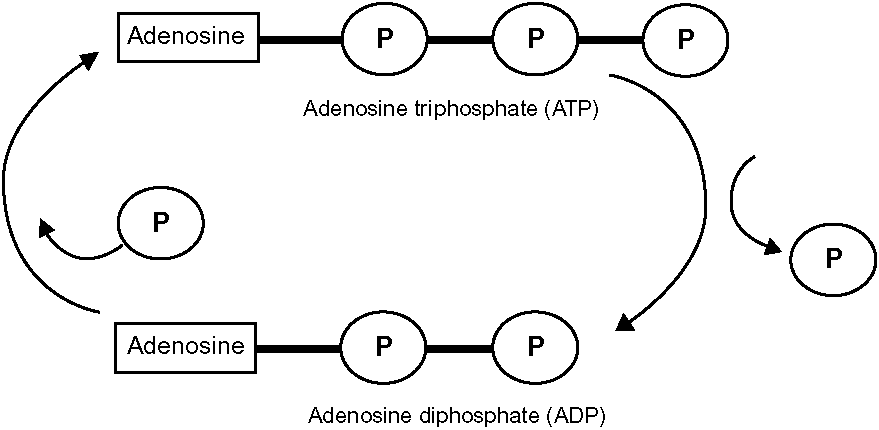 Adenosine P P P
Adenosine triphosphate (ATP)
P
P
Adenosine P P
Adenosine diphosphate (ADP)